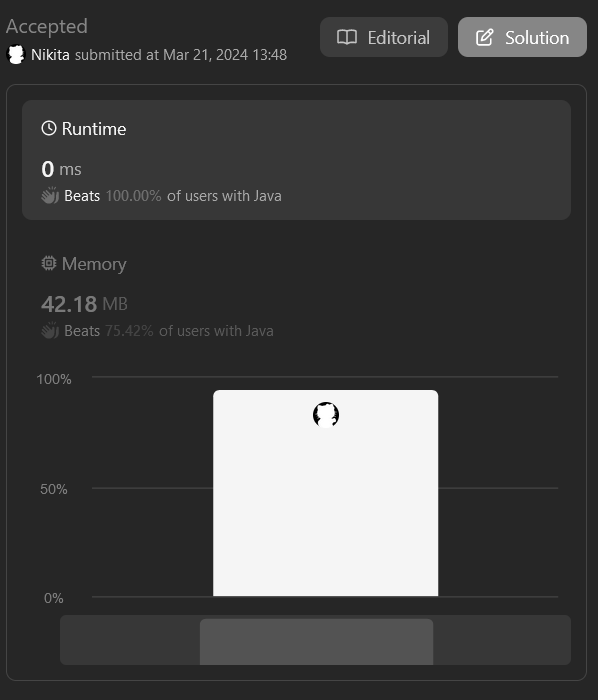 Accepted
Nikita submitted at Mar 21, 2024 13:48
Editorial
Solution
Runtime
0 ms
Beats 100.00% of users with Java
Memory
42.18 MB
Beats 75.42% of users with Java
100%
50%
0%